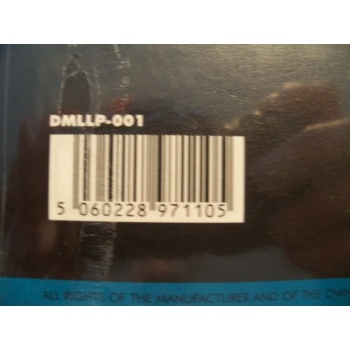 DMLLP-001
5 060228 971105
ALL RIGHTS OF THE MANUFACTURER AND OF THE OWN